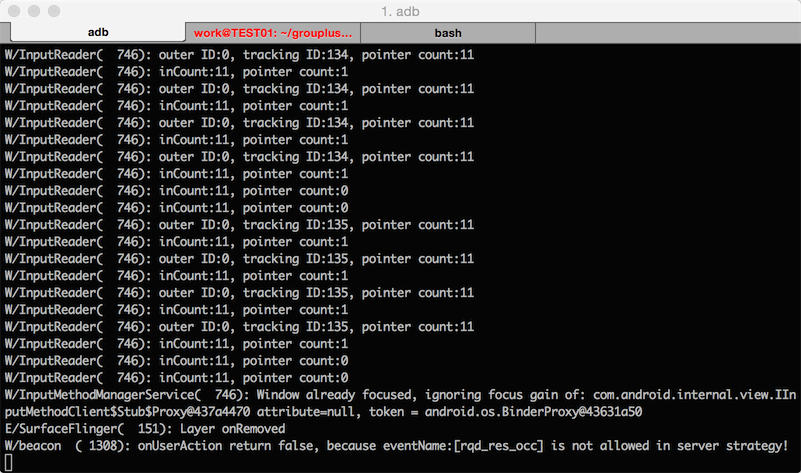 1. adb
adb
work@TEST01: ~/grouplus...
bash
W/InputReader(  746): outer ID:0, tracking ID:134, pointer count:11
W/InputReader(  746): inCount:11, pointer count:1
W/InputReader(  746): outer ID:0, tracking ID:134, pointer count:11
W/InputReader(  746): inCount:11, pointer count:1
W/InputReader(  746): outer ID:0, tracking ID:134, pointer count:11
W/InputReader(  746): inCount:11, pointer count:1
W/InputReader(  746): outer ID:0, tracking ID:134, pointer count:11
W/InputReader(  746): inCount:11, pointer count:1
W/InputReader(  746): inCount:11, pointer count:0
W/InputReader(  746): inCount:11, pointer count:0
W/InputReader(  746): outer ID:0, tracking ID:135, pointer count:11
W/InputReader(  746): inCount:11, pointer count:1
W/InputReader(  746): outer ID:0, tracking ID:135, pointer count:11
W/InputReader(  746): inCount:11, pointer count:1
W/InputReader(  746): outer ID:0, tracking ID:135, pointer count:11
W/InputReader(  746): inCount:11, pointer count:1
W/InputReader(  746): outer ID:0, tracking ID:135, pointer count:11
W/InputReader(  746): inCount:11, pointer count:1
W/InputReader(  746): inCount:11, pointer count:0
W/InputReader(  746): inCount:11, pointer count:0
W/InputMethodManagerService(  746): Window already focused, ignoring focus gain of: com.android.internal.view.IIn
putMethodClient$Stub$Proxy@437a4470 attribute=null, token = android.os.BinderProxy@43631a50
E/SurfaceFlinger(  151): Layer onRemoved
W/beacon  ( 1308): onUserAction return false, because eventName:[rqd_res_occ] is not allowed in server strategy!